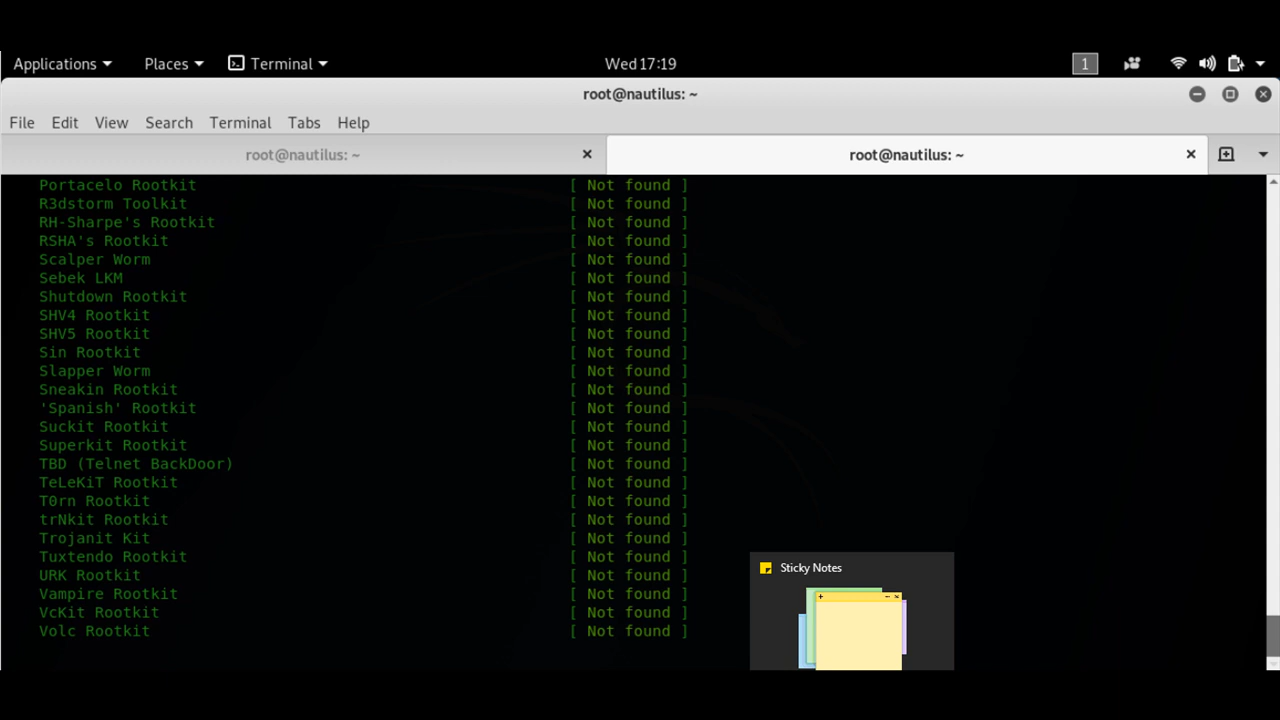 Applications Places Terminal Wed 17:19 1
root@nautilus: ~
File Edit View Search Terminal Tabs Help
root@nautilus: ~ root@nautilus: ~
Portacelo Rootkit [ Not found ]
R3dstorm Toolkit [ Not found ]
RH-Sharpe's Rootkit [ Not found ]
RSHA's Rootkit [ Not found ]
Scalper Worm [ Not found ]
Sebek LKM [ Not found ]
Shutdown Rootkit [ Not found ]
SHV4 Rootkit [ Not found ]
SHV5 Rootkit [ Not found ]
Sin Rootkit [ Not found ]
Slapper Worm [ Not found ]
Sneakin Rootkit [ Not found ]
'Spanish' Rootkit [ Not found ]
Suckit Rootkit [ Not found ]
Superkit Rootkit [ Not found ]
TBD (Telnet BackDoor) [ Not found ]
TeLeKiT Rootkit [ Not found ]
T0rn Rootkit [ Not found ]
trNkit Rootkit [ Not found ]
Trojanit Kit [ Not found ]
Tuxtendo Rootkit [ Not found ]
URK Rootkit [ Not found ]
Vampire Rootkit [ Not found ]
VcKit Rootkit [ Not found ]
Volc Rootkit [ Not found ]
Sticky Notes